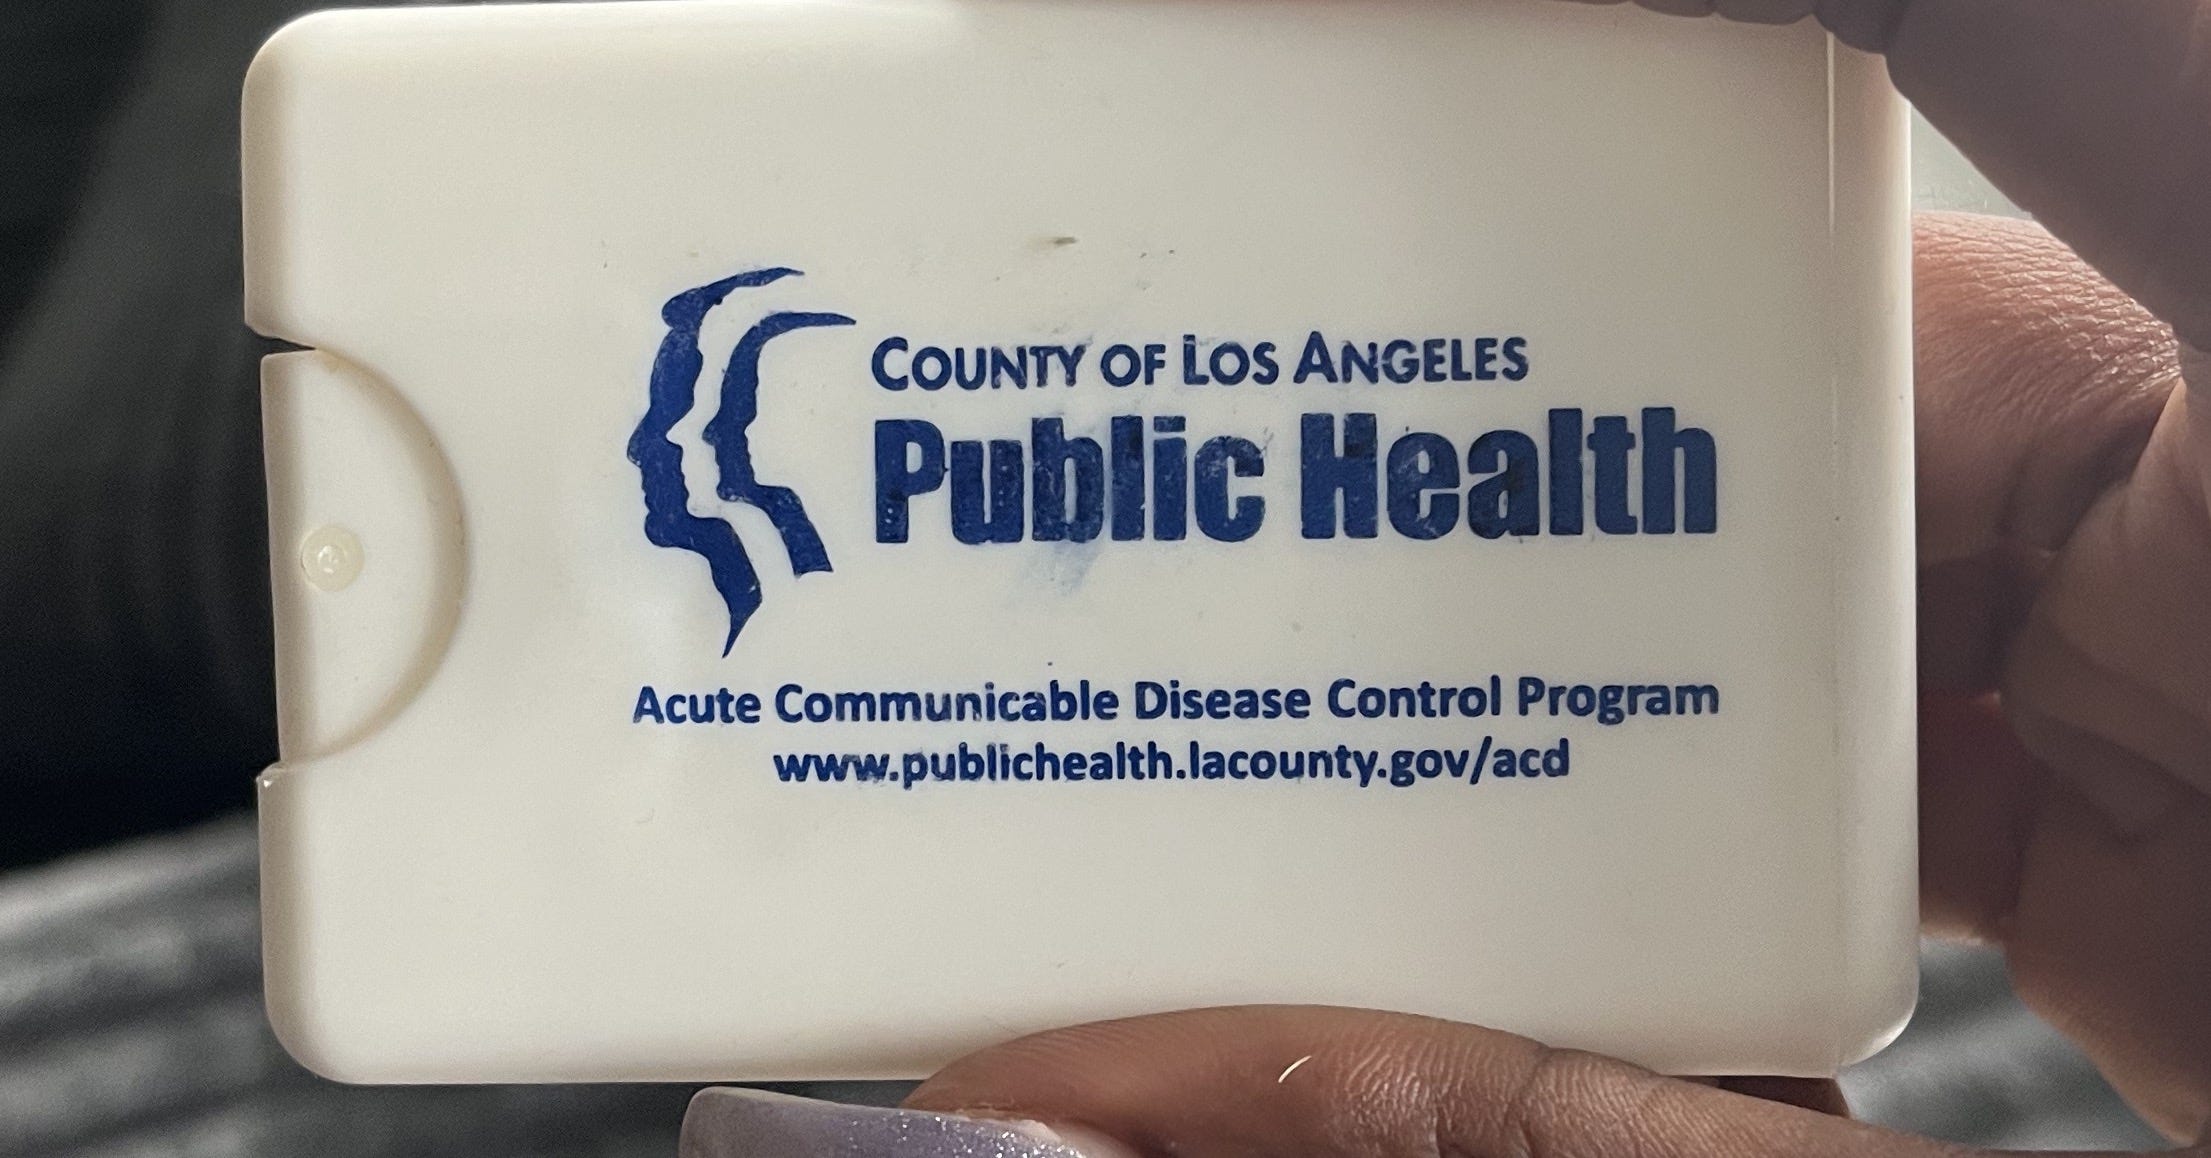 COUNTY OF LOS ANGELES
Public Health
Acute Communicable Disease Control Program
www.publichealth.lacounty.gov/acd